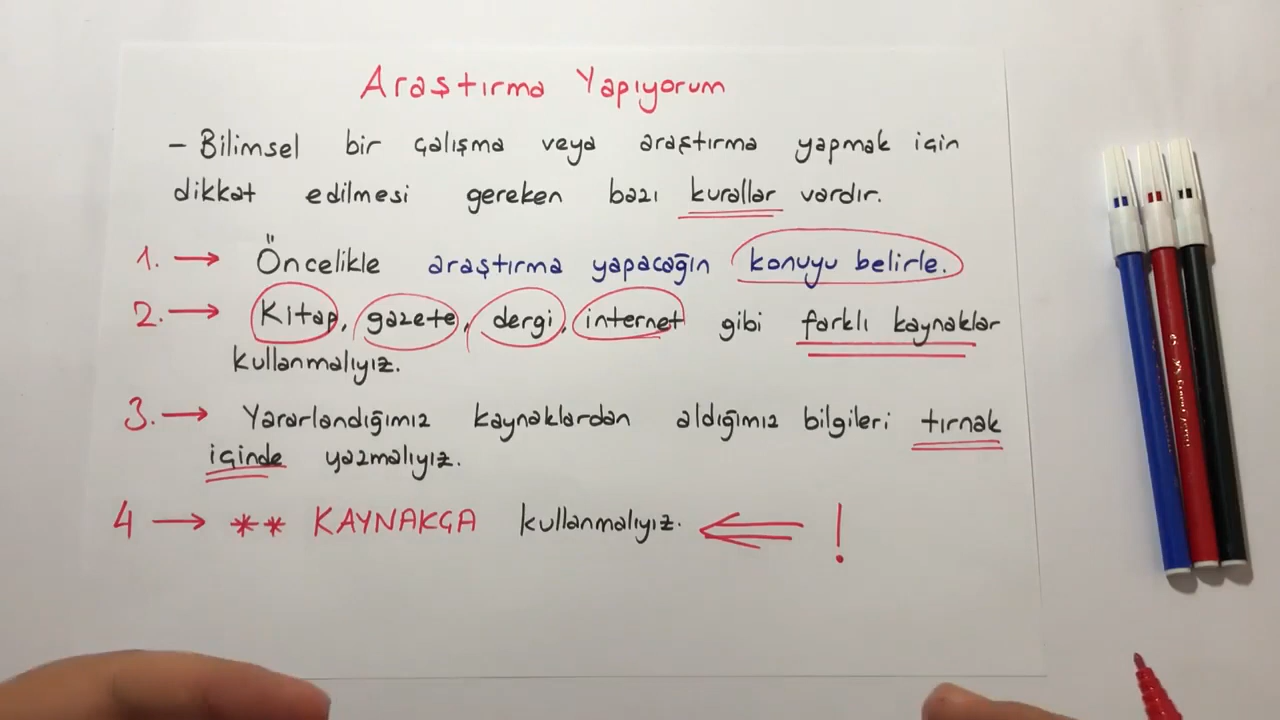 Araştırma Yapıyorum
- Bilimsel bir çalışma veya araştırma yapmak için
dikkat edilmesi gereken bazı kurallar vardır.
1. → Öncelikle araştırma yapacağın konuyu belirle.
2. → Kitap, gazete, dergi, internet gibi farklı kaynaklar
kullanmalıyız.
3. → Yararlandığımız kaynaklardan aldığımız bilgileri tırnak
içinde yazmalıyız.
4 → ** KAYNAKÇA kullanmalıyız. ⇐ !